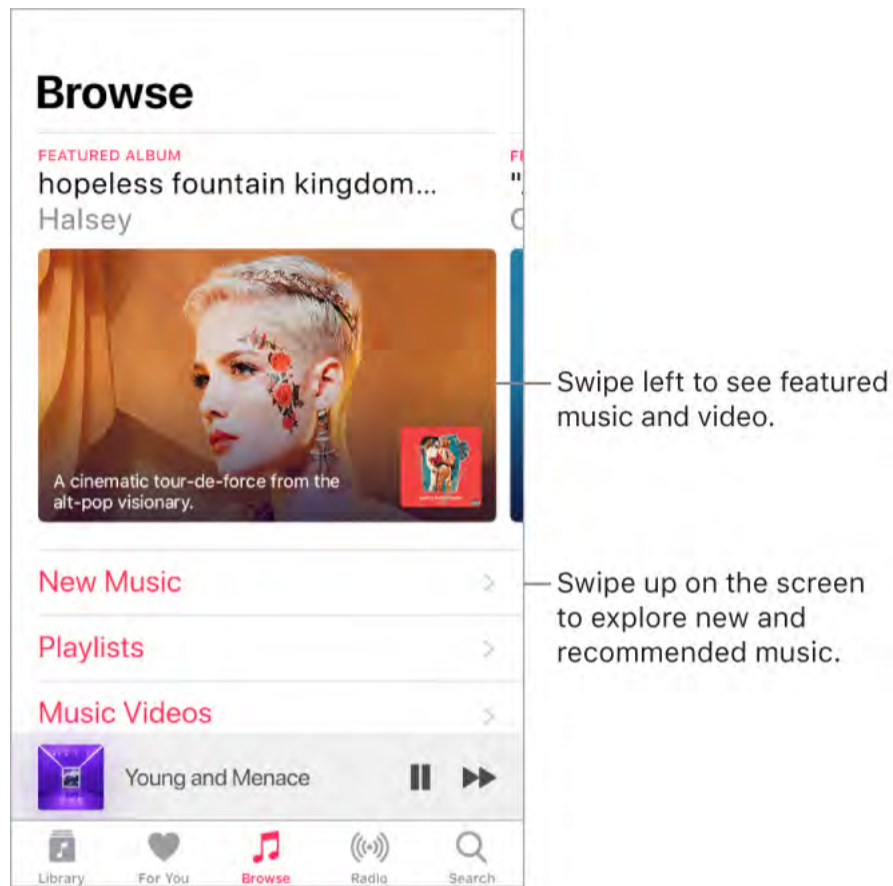 Browse
FEATURED ALBUM
hopeless fountain kingdom...
Halsey
A cinematic tour-de-force from the
alt-pop visionary.
Swipe left to see featured
music and video.
New Music
Swipe up on the screen
to explore new and
recommended music.
Playlists
Music Videos
Young and Menace
Library
For You
Browse
Radio
Search